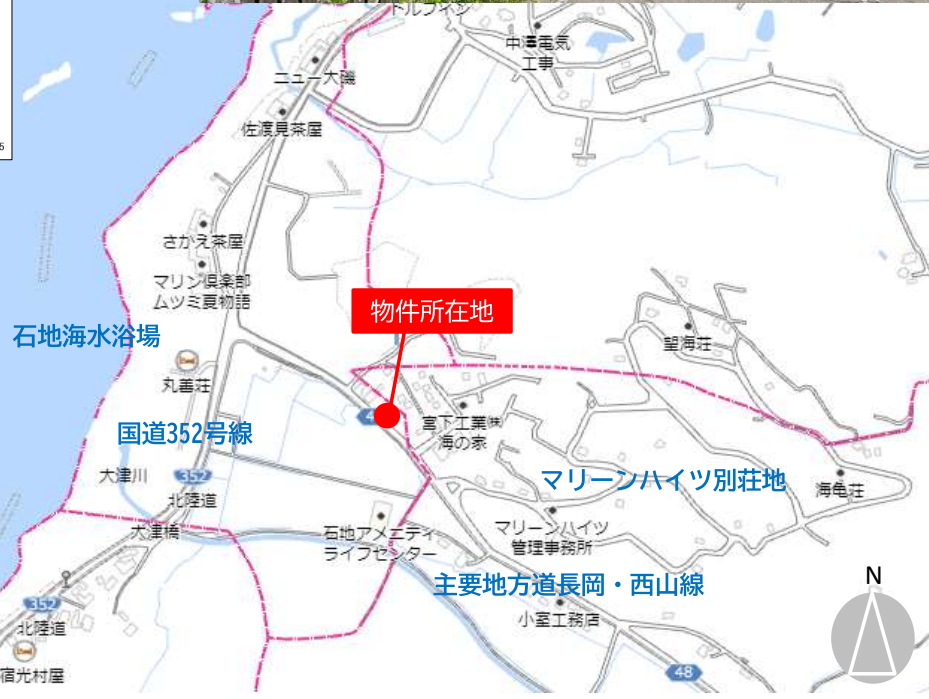 ドルフィン
中澤電気
工事
ニュー大磯
佐渡見茶屋
5
さかえ茶屋
マリン倶楽部
ムツミ夏物語
物件所在地
石地海水浴場
望海荘
丸善荘
国道352号線
宮下工業㈱
海の家
大津川
352
北陸道
マリーンハイツ別荘地
海亀荘
大津橋
石地アメニティ
ライフセンター
マリーンハイツ
管理事務所
主要地方道長岡・西山線
N
352
北陸道
小室工務店
宿光村屋
48